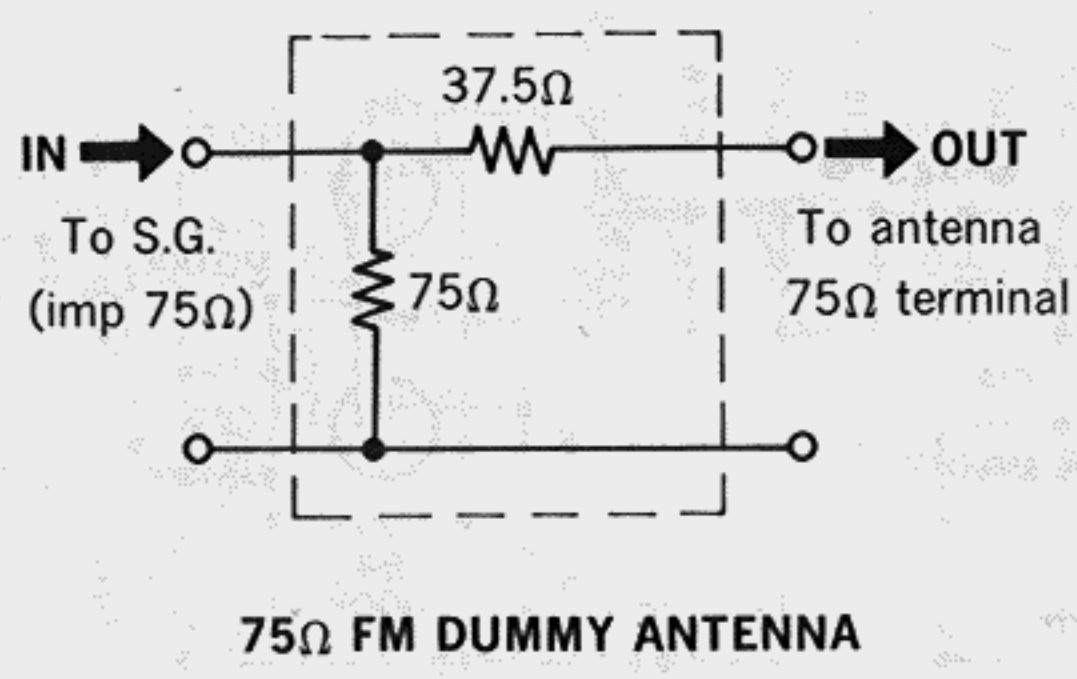 37.5Ω
IN
OUT
To S.G.
(imp 75Ω)
75Ω
To antenna
75Ω terminal
75Ω FM DUMMY ANTENNA